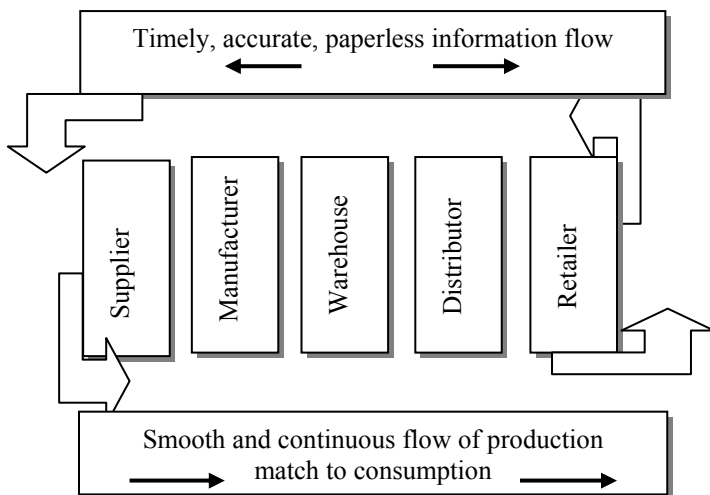 Timely, accurate, paperless information flow
Supplier
Manufacturer
Warehouse
Distributor
Retailer
Smooth and continuous flow of production
match to consumption